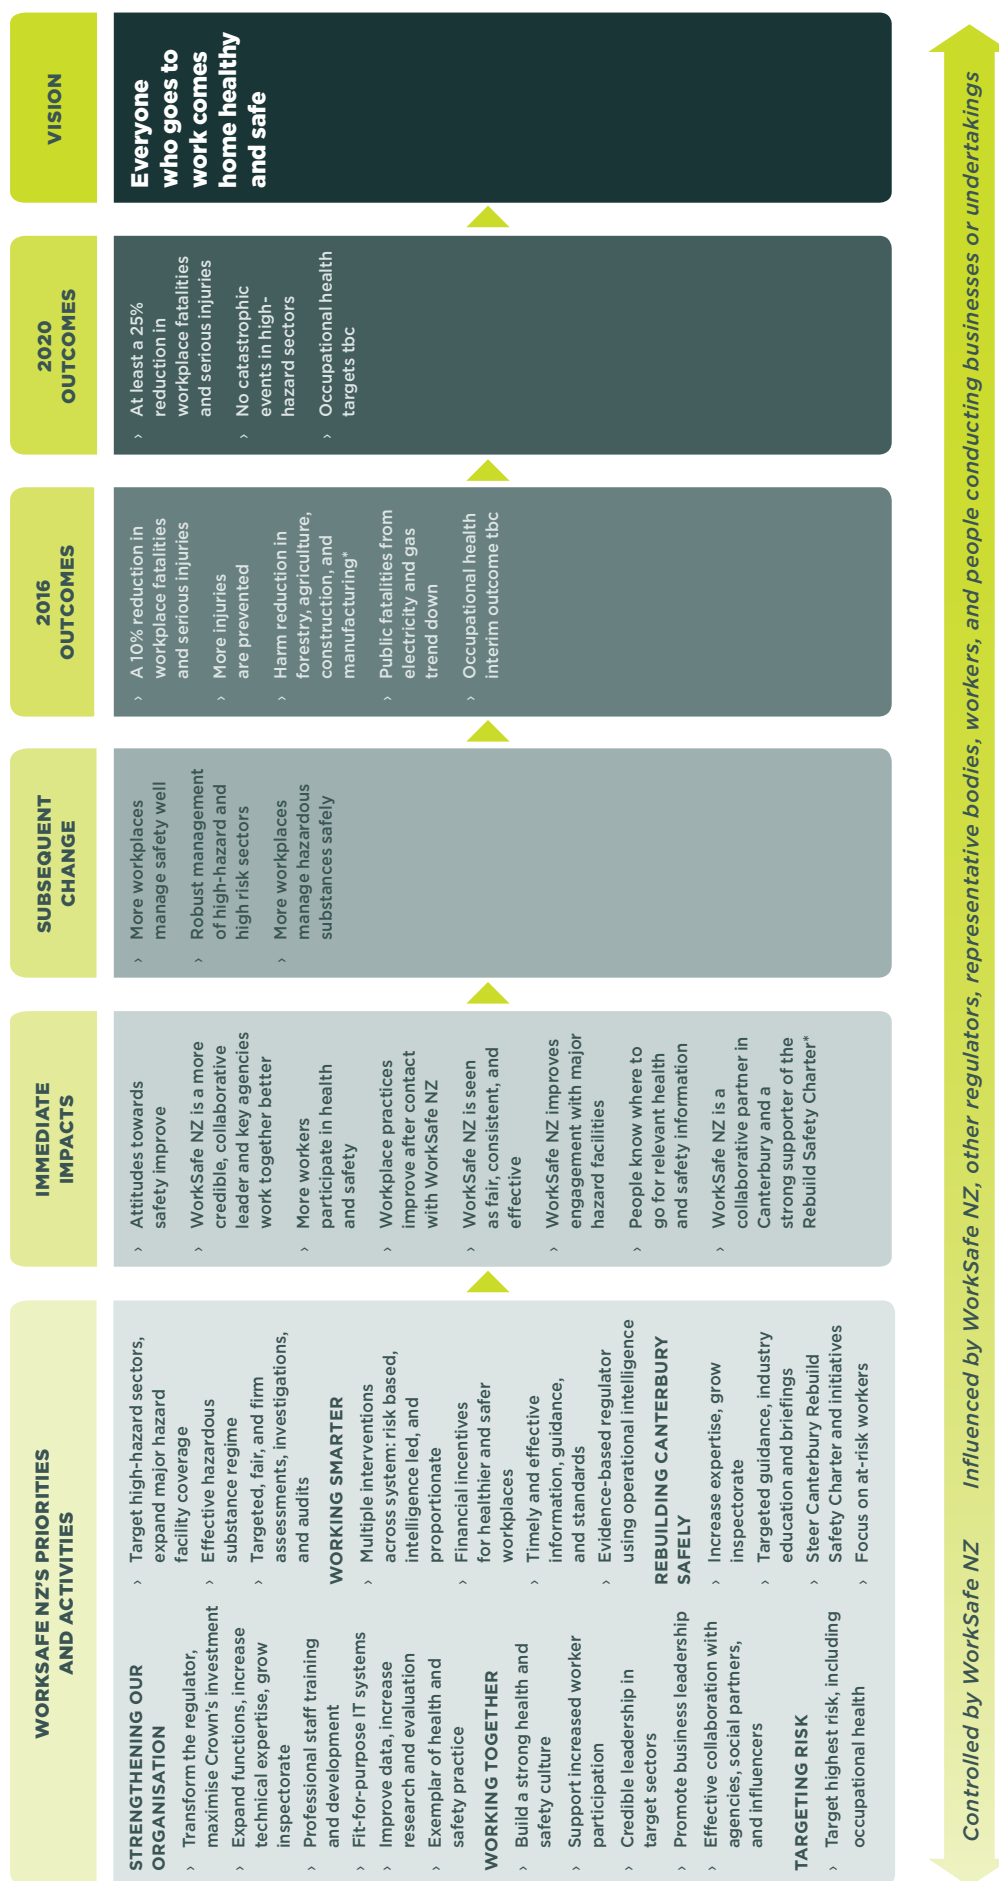 WORKSAFE NZ'S PRIORITIES
AND ACTIVITIES
STRENGTHENING OUR
ORGANISATION
› Transform the regulator,
maximise Crown's investment
› Expand functions, increase
technical expertise, grow
inspectorate
› Professional staff training
and development
› Fit-for-purpose IT systems
› Improve data, increase
research and evaluation
› Exemplar of health and
safety practice
WORKING TOGETHER
› Build a strong health and
safety culture
› Support increased worker
participation
› Credible leadership in
target sectors
› Promote business leadership
› Effective collaboration with
agencies, social partners,
and influencers
TARGETING RISK
› Target highest risk, including
occupational health
› Target high-hazard sectors,
expand major hazard
facility coverage
› Effective hazardous
substance regime
› Targeted, fair, and firm
assessments, investigations,
and audits
WORKING SMARTER
› Multiple interventions
across system: risk based,
intelligence led, and
proportionate
› Financial incentives
for healthier and safer
workplaces
› Timely and effective
information, guidance,
and standards
› Evidence-based regulator
using operational intelligence
REBUILDING CANTERBURY
SAFELY
› Increase expertise, grow
inspectorate
› Targeted guidance, industry
education and briefings
› Steer Canterbury Rebuild
Safety Charter and initiatives
› Focus on at-risk workers
IMMEDIATE
IMPACTS
› Attitudes towards
safety improve
› WorkSafe NZ is a more
credible, collaborative
leader and key agencies
work together better
› More workers
participate in health
and safety
› Workplace practices
improve after contact
with WorkSafe NZ
› WorkSafe NZ is seen
as fair, consistent, and
effective
› WorkSafe NZ improves
engagement with major
hazard facilities
› People know where to
go for relevant health
and safety information
› WorkSafe NZ is a
collaborative partner in
Canterbury and a
strong supporter of the
Rebuild Safety Charter*
SUBSEQUENT
CHANGE
› More workplaces
manage safety well
› Robust management
of high-hazard and
high risk sectors
› More workplaces
manage hazardous
substances safely
2016
OUTCOMES
› A 10% reduction in
workplace fatalities
and serious injuries
› More injuries
are prevented
› Harm reduction in
forestry, agriculture,
construction, and
manufacturing*
› Public fatalities from
electricity and gas
trend down
› Occupational health
interim outcome tbc
2020
OUTCOMES
› At least a 25%
reduction in
workplace fatalities
and serious injuries
› No catastrophic
events in high-
hazard sectors
› Occupational health
targets tbc
VISION
Everyone
who goes to
work comes
home healthy
and safe
Controlled by WorkSafe NZ
Influenced by WorkSafe NZ, other regulators, representative bodies, workers, and people conducting businesses or undertakings